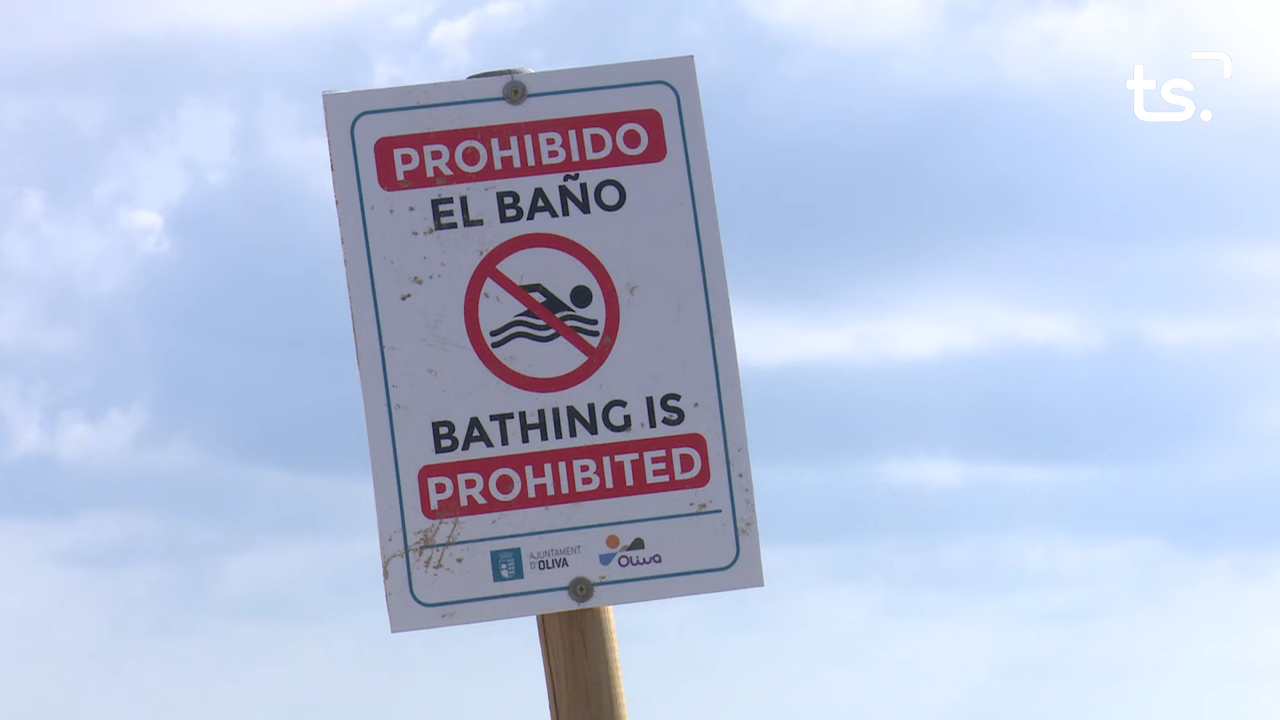 ts.
PROHIBIDO
EL BAÑO
BATHING IS
PROHIBITED
AJUNTAMENT
D'OLIVA
Oliva